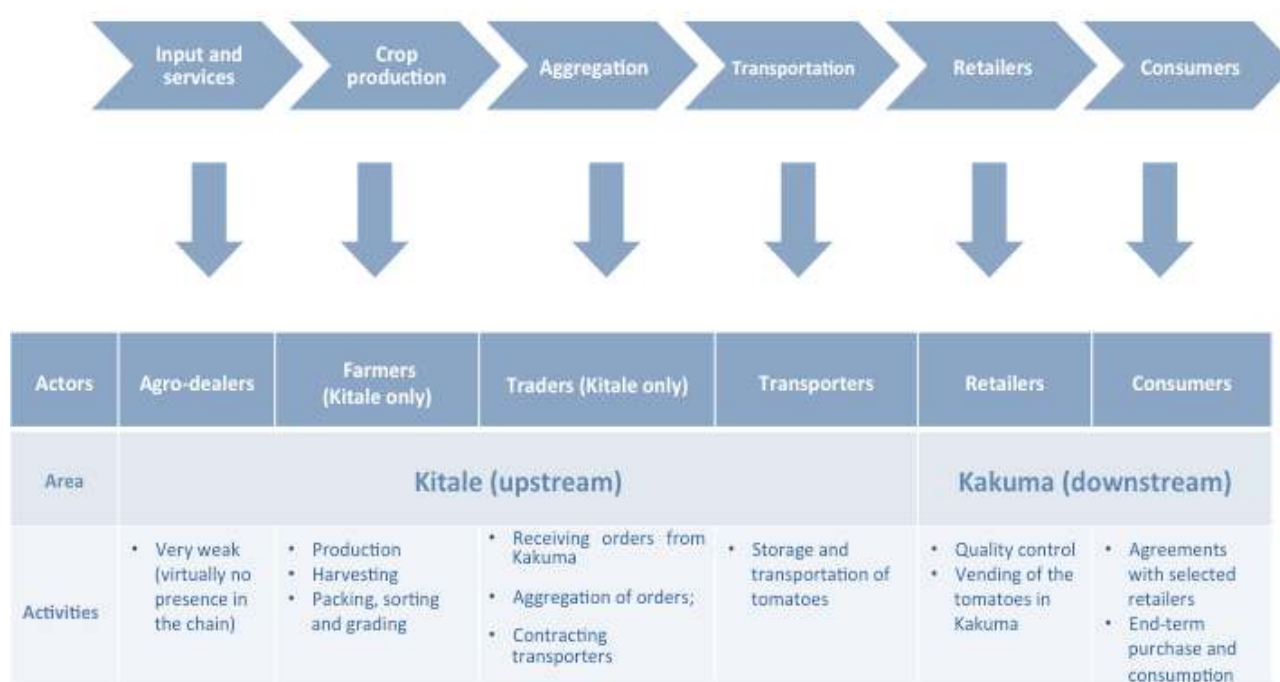 Input and
services
Crop
production
Aggregation
Transportation
Retailers
Consumers
Actors
Agro-dealers
Farmers
(Kitale only)
Traders (Kitale only)
Transporters
Retailers
Consumers
Area
Kitale (upstream)
Kakuma (downstream)
Activities
• Very weak
(virtually no
presence in
the chain)
• Production
• Harvesting
• Packing, sorting
and grading
• Receiving orders from
Kakuma
• Aggregation of orders;
• Contracting
transporters
• Storage and
transportation of
tomatoes
• Quality control
• Vending of the
tomatoes in
Kakuma
• Agreements
with selected
retailers
• End-term
purchase and
consumption